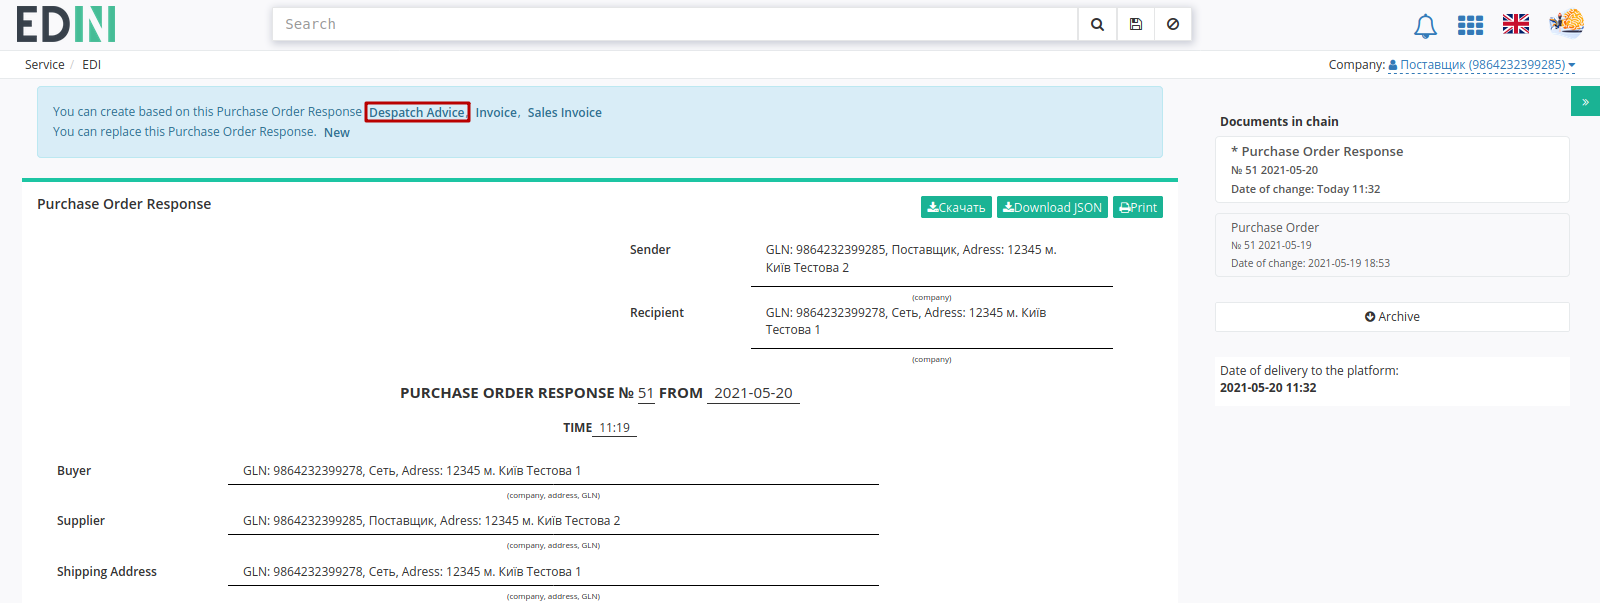 EDIN
Search
Service / EDI
Company: Поставщик (9864232399285)
You can create based on this Purchase Order Response Despatch Advice, Invoice, Sales Invoice
You can replace this Purchase Order Response. New
»
Purchase Order Response
Скачать Download JSON Print
Sender GLN: 9864232399285, Поставщик, Adress: 12345 м.
Київ Тестова 2
(company)
Recipient GLN: 9864232399278, Сеть, Adress: 12345 м. Київ
Тестова 1
(company)
PURCHASE ORDER RESPONSE № 51 FROM 2021-05-20
TIME 11:19
Buyer GLN: 9864232399278, Сеть, Adress: 12345 м. Київ Тестова 1
(company, address, GLN)
Supplier GLN: 9864232399285, Поставщик, Adress: 12345 м. Київ Тестова 2
(company, address, GLN)
Shipping Address GLN: 9864232399278, Сеть, Adress: 12345 м. Київ Тестова 1
(company, address, GLN)
Documents in chain
* Purchase Order Response
№ 51 2021-05-20
Date of change: Today 11:32
Purchase Order
№ 51 2021-05-19
Date of change: 2021-05-19 18:53
Archive
Date of delivery to the platform:
2021-05-20 11:32